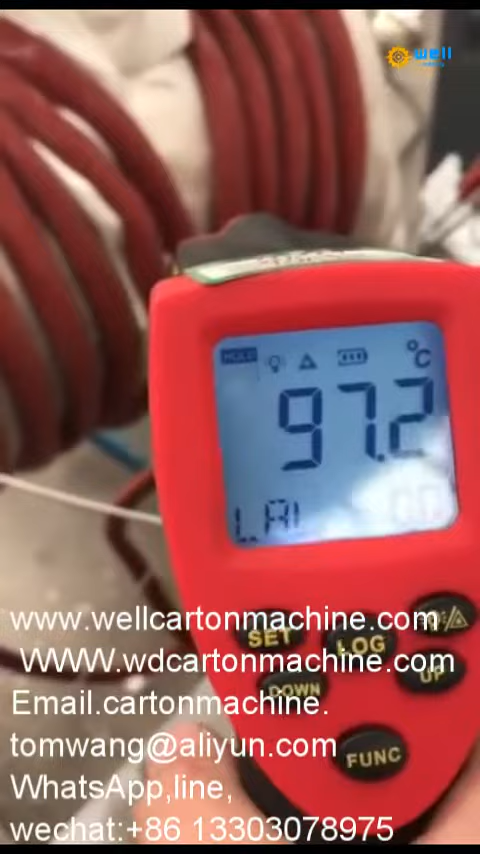 well
HOLD
°C
97.2
SET
LOG
UP
DOWN
FUNC
www.wellcartonmachine.com
WWW.wdcartonmachine.com
Email.cartonmachine.
tomwang@aliyun.com
WhatsApp,line,
wechat:+86 13303078975